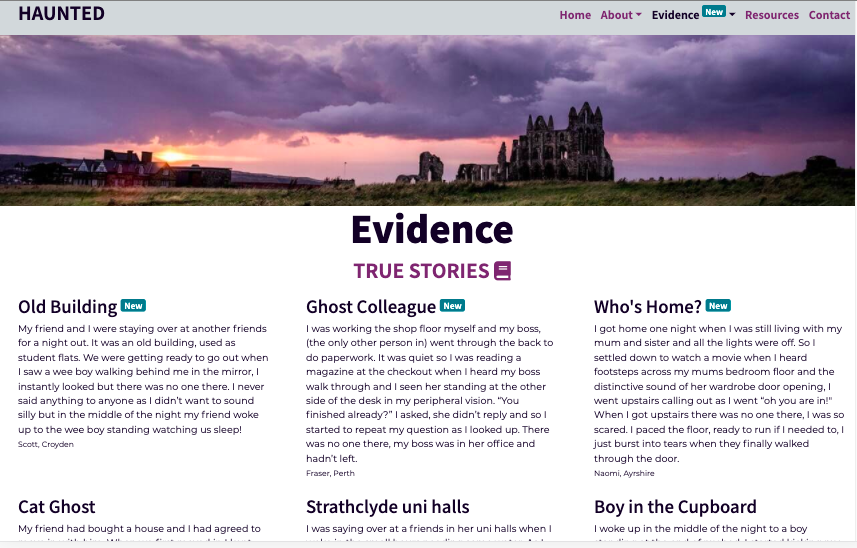 HAUNTED
Home About Evidence New Resources Contact
Evidence
TRUE STORIES
Old Building New
My friend and I were staying over at another friends
for a night out. It was an old building, used as
student flats. We were getting ready to go out when
I saw a wee boy walking behind me in the mirror, I
instantly looked but there was no one there. I never
said anything to anyone as I didn't want to sound
silly but in the middle of the night my friend woke
up to the wee boy standing watching us sleep!
Scott, Croyden
Ghost Colleague New
I was working the shop floor myself and my boss,
(the only other person in) went through the back to
do paperwork. It was quiet so I was reading a
magazine at the checkout when I heard my boss
walk through and I seen her standing at the other
side of the desk in my peripheral vision. “You
finished already?” I asked, she didn't reply and so I
started to repeat my question as I looked up. There
was no one there, my boss was in her office and
hadn't left.
Fraser, Perth
Who's Home? New
I got home one night when I was still living with my
mum and sister and all the lights were off. So I
settled down to watch a movie when I heard
footsteps across my mums bedroom floor and the
distinctive sound of her wardrobe door opening, I
went upstairs calling out as I went “oh you are in!"
When I got upstairs there was no one there, I was so
scared. I paced the floor, ready to run if I needed to, I
just burst into tears when they finally walked
through the door.
Naomi, Ayrshire
Cat Ghost
My friend had bought a house and I had agreed to
Strathclyde uni halls
I was saying over at a friends in her uni halls when I
Boy in the Cupboard
I woke up in the middle of the night to a boy